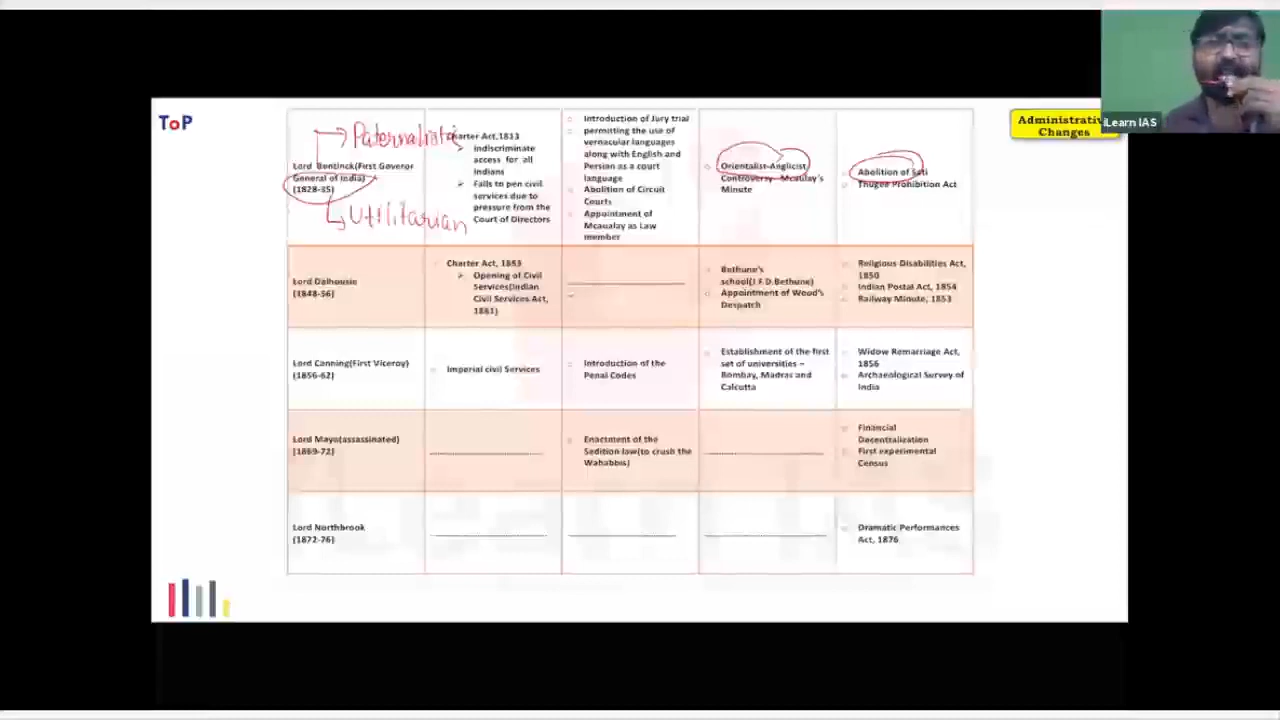 ToP
Administrative
Changes
iLearn IAS
Paternalistic
Utilitarian
Lord Bentinck(First Govenor
General of India)
(1828-35)
Charter Act,1813
Indiscriminate
access for all
Indians
Fails to pen civil
services due to
pressure from the
Court of Directors
Introduction of Jury trial
permitting the use of
vernacular languages
along with English and
Persian as a court
language
Abolition of Circuit
Courts
Appointment of
Mcaualay as Law
member
Orientalist-Anglicist
Controversy- Mcaulay's
Minute
Abolition of Sati
Thugee Prohibition Act
Lord Dalhousie
(1848-56)
Charter Act, 1853
Opening of Civil
Services(Indian
Civil Services Act,
1861)
Bethune's
school(J.F.D.Bethune)
Appointment of Wood's
Despatch
Religious Disabilities Act,
1850
Indian Postal Act, 1854
Railway Minute, 1853
Lord Canning(First Viceroy)
(1856-62)
Imperial civil Services
Introduction of the
Penal Codes
Establishment of the first
set of universities –
Bombay, Madras and
Calcutta
Widow Remarriage Act,
1856
Archaeological Survey of
India
Lord Mayo(assassinated)
(1869-72)
Enactment of the
Sedition law(to crush the
Wahabbis)
Financial
Decentralization
First experimental
Census
Lord Northbrook
(1872-76)
Dramatic Performances
Act, 1876